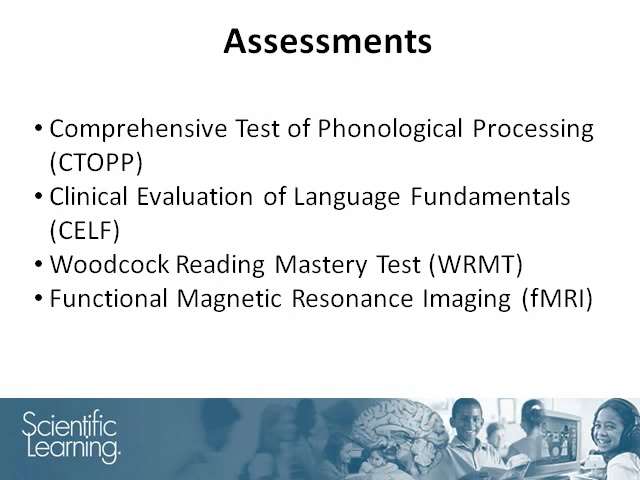 Assessments
• Comprehensive Test of Phonological Processing
(CTOPP)
• Clinical Evaluation of Language Fundamentals
(CELF)
• Woodcock Reading Mastery Test (WRMT)
• Functional Magnetic Resonance Imaging (fMRI)
Scientific
Learning®